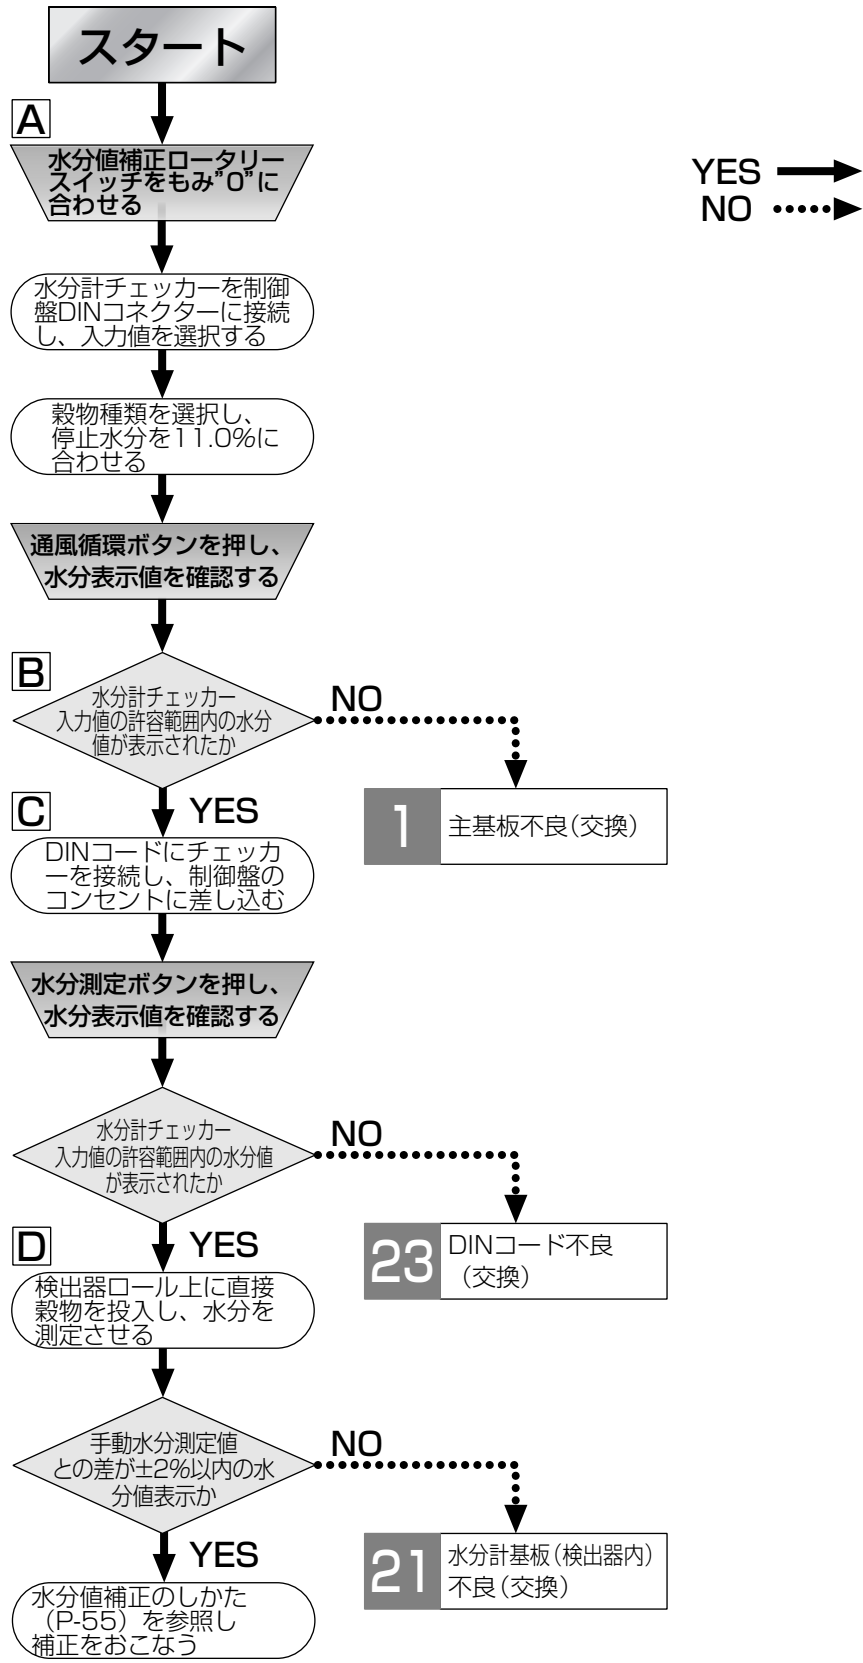 スタート
A
水分値補正ロータリー
スイッチをもみ”0”に
合わせる
YES
NO
水分計チェッカーを制御
盤DINコネクターに接続
し、入力値を選択する
穀物種類を選択し、
停止水分を11.0%に
合わせる
通風循環ボタンを押し、
水分表示値を確認する
B
水分計チェッカー
入力値の許容範囲内の水分
値が表示されたか
NO
1
主基板不良(交換)
YES
C
DINコードにチェッカ
ーを接続し、制御盤の
コンセントに差し込む
水分測定ボタンを押し、
水分表示値を確認する
水分計チェッカー
入力値の許容範囲内の水分値
が表示されたか
NO
23
DINコード不良
(交換)
YES
D
検出器ロール上に直接
穀物を投入し、水分を
測定させる
手動水分測定値
との差が±2%以内の水
分値表示か
NO
21
水分計基板(検出器内)
不良(交換)
YES
水分値補正のしかた
(P-55)を参照し
補正をおこなう